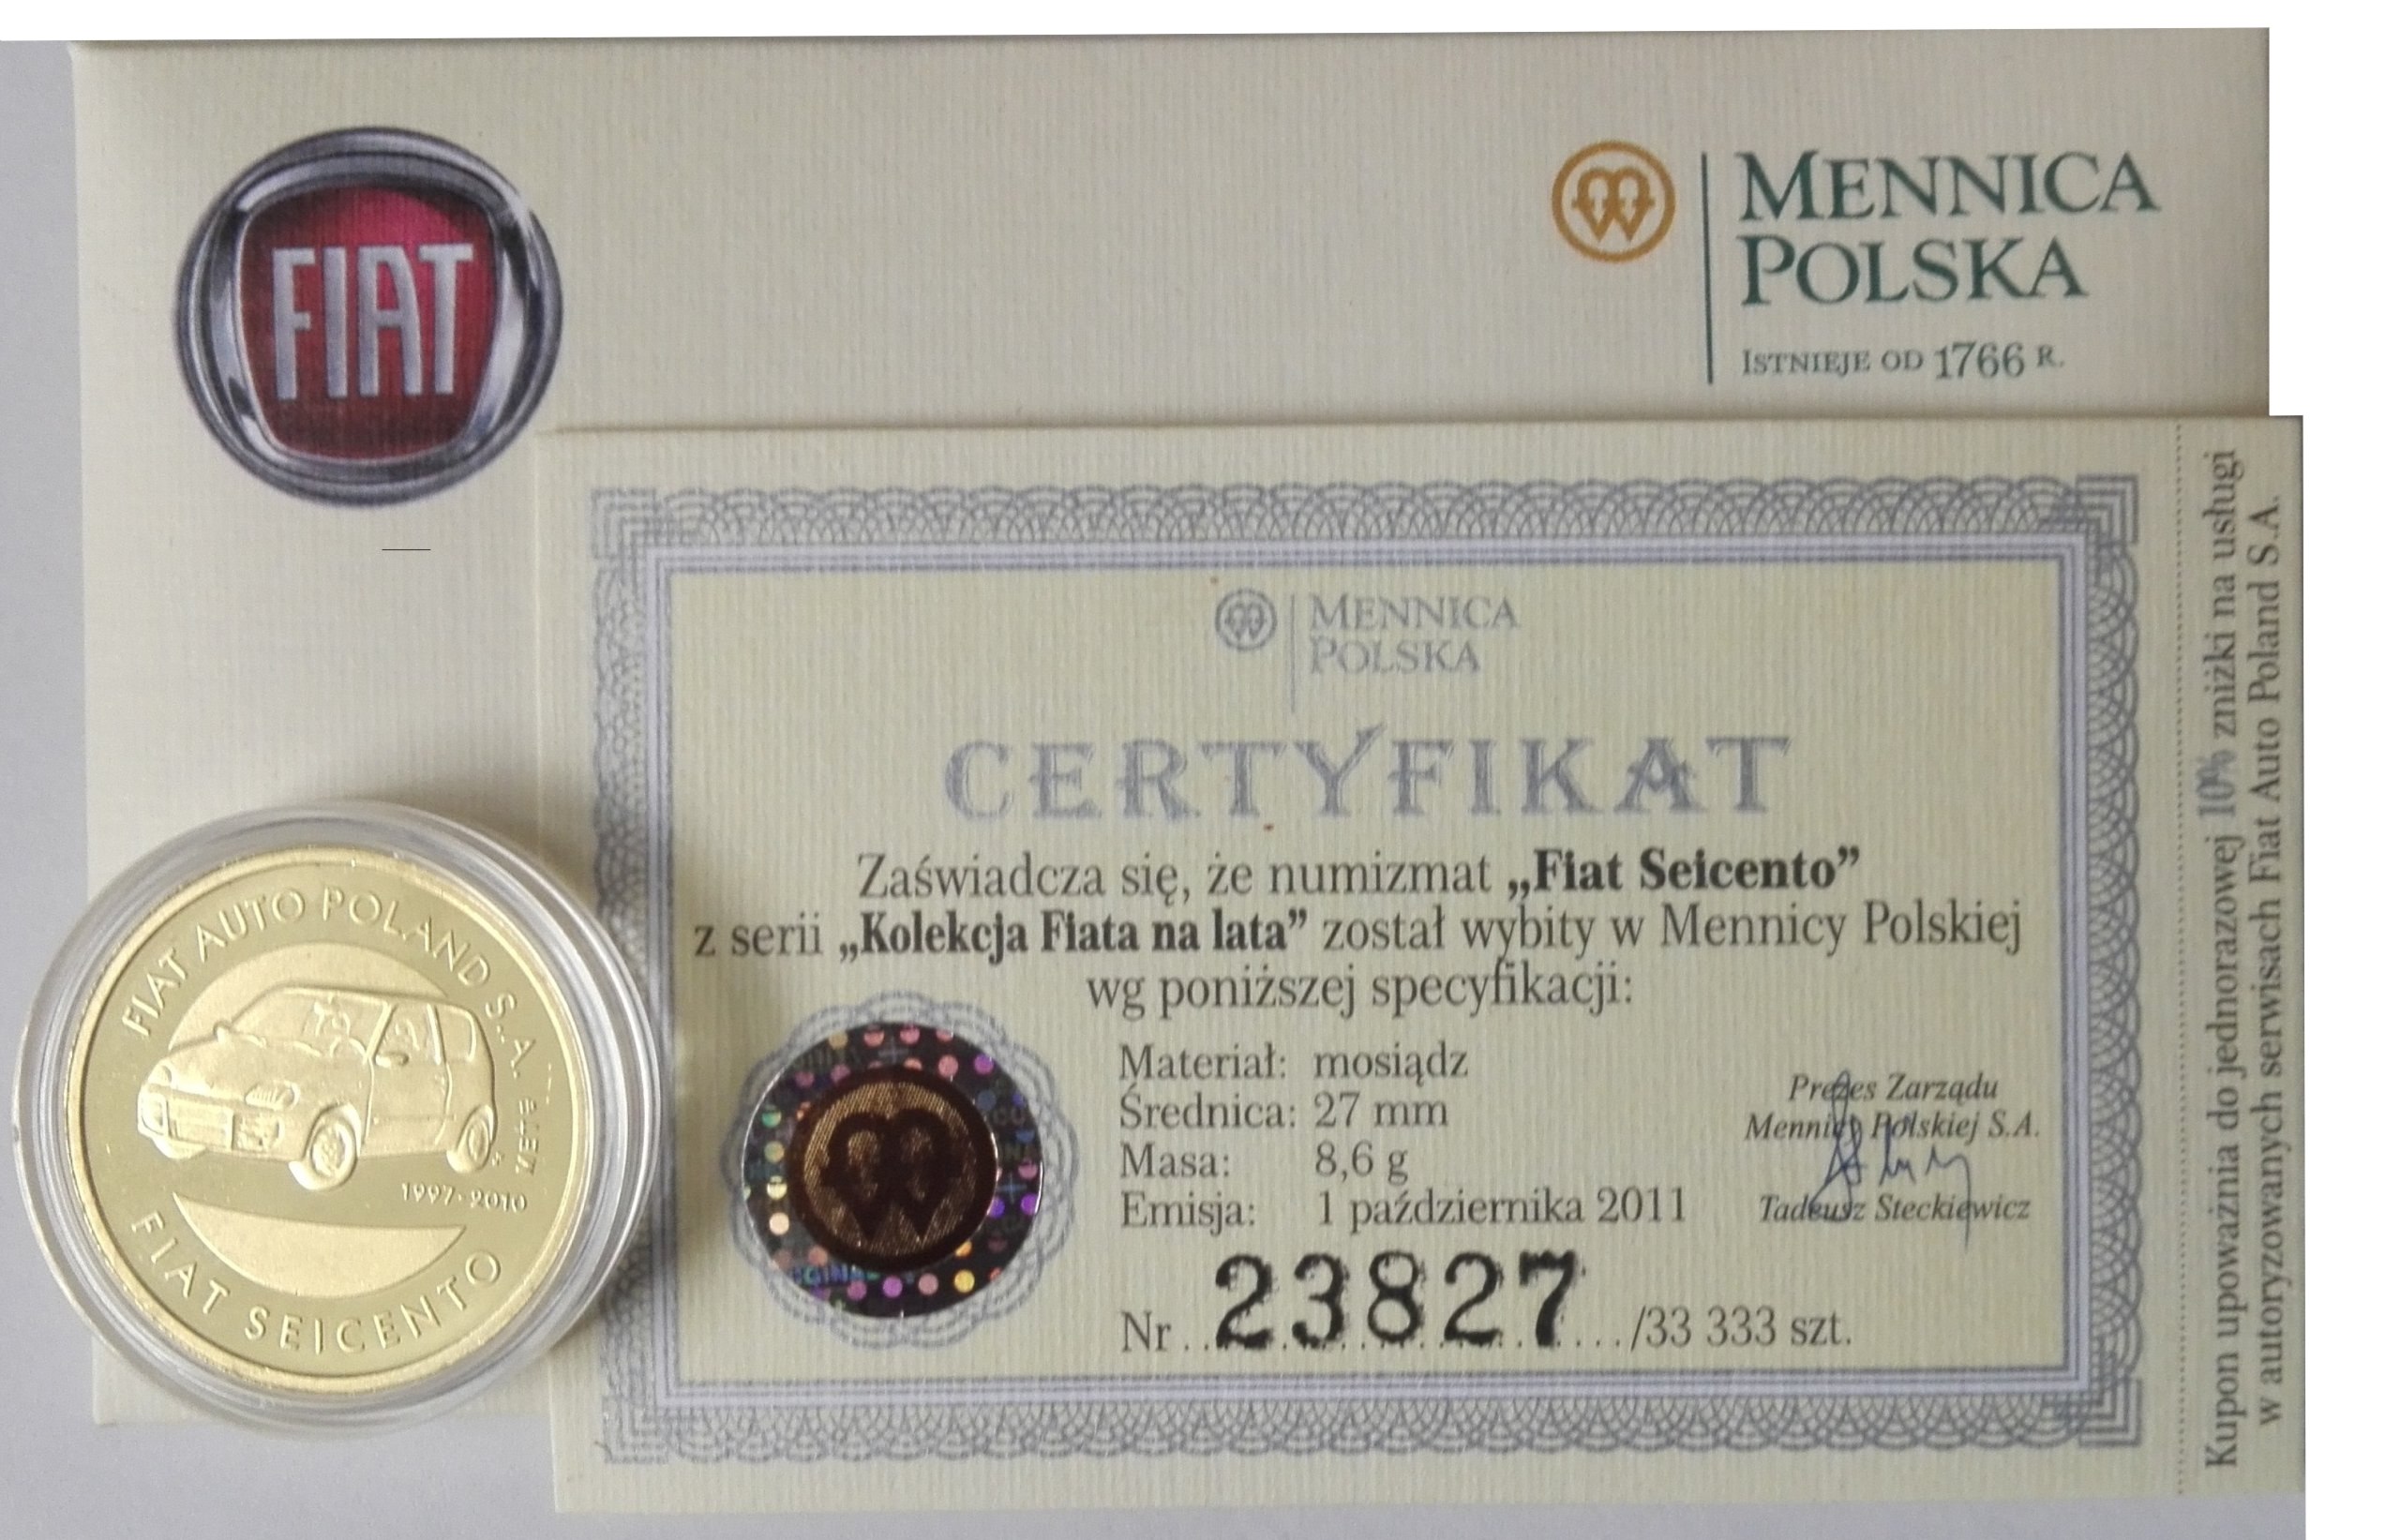 FIAT
MENNICA
POLSKA
ISTNIEJE OD 1766 R.
MENNICA
POLSKA
CERTYFIKAT
Zaświadcza się, że numizmat „Fiat Seicento”
z serii „Kolekcja Fiata na lata” został wybity w Mennicy Polskiej
wg poniższej specyfikacji:
Materiał: mosiądz
Średnica: 27 mm
Masa: 8,6 g
Emisja: 1 października 2011
Prezes Zarządu
Mennicy Polskiej S.A.
Tadeusz Steckiewicz
Nr..23827..../33 333 szt.
Kupon upoważnia do jednorazowej 10% zniżki na usługi
w autoryzowanych serwisach Fiat Auto Poland S.A.
FIAT AUTO POLAND S.A.
1997-2010
FIAT SEICENTO